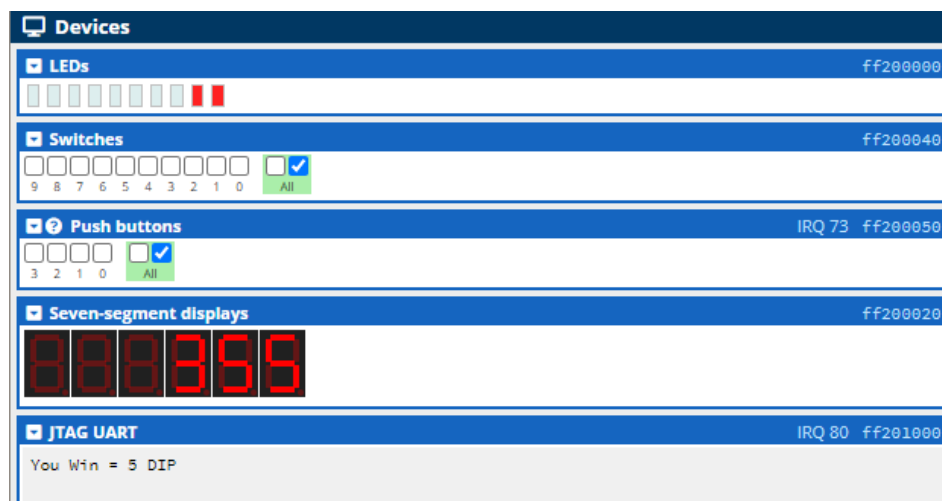 Devices
LEDs ff200000
Switches ff200040
9 8 7 6 5 4 3 2 1 0 All
Push buttons IRQ 73 ff200050
3 2 1 0 All
Seven-segment displays ff200020
355
JTAG UART IRQ 80 ff201000
You Win = 5 DIP